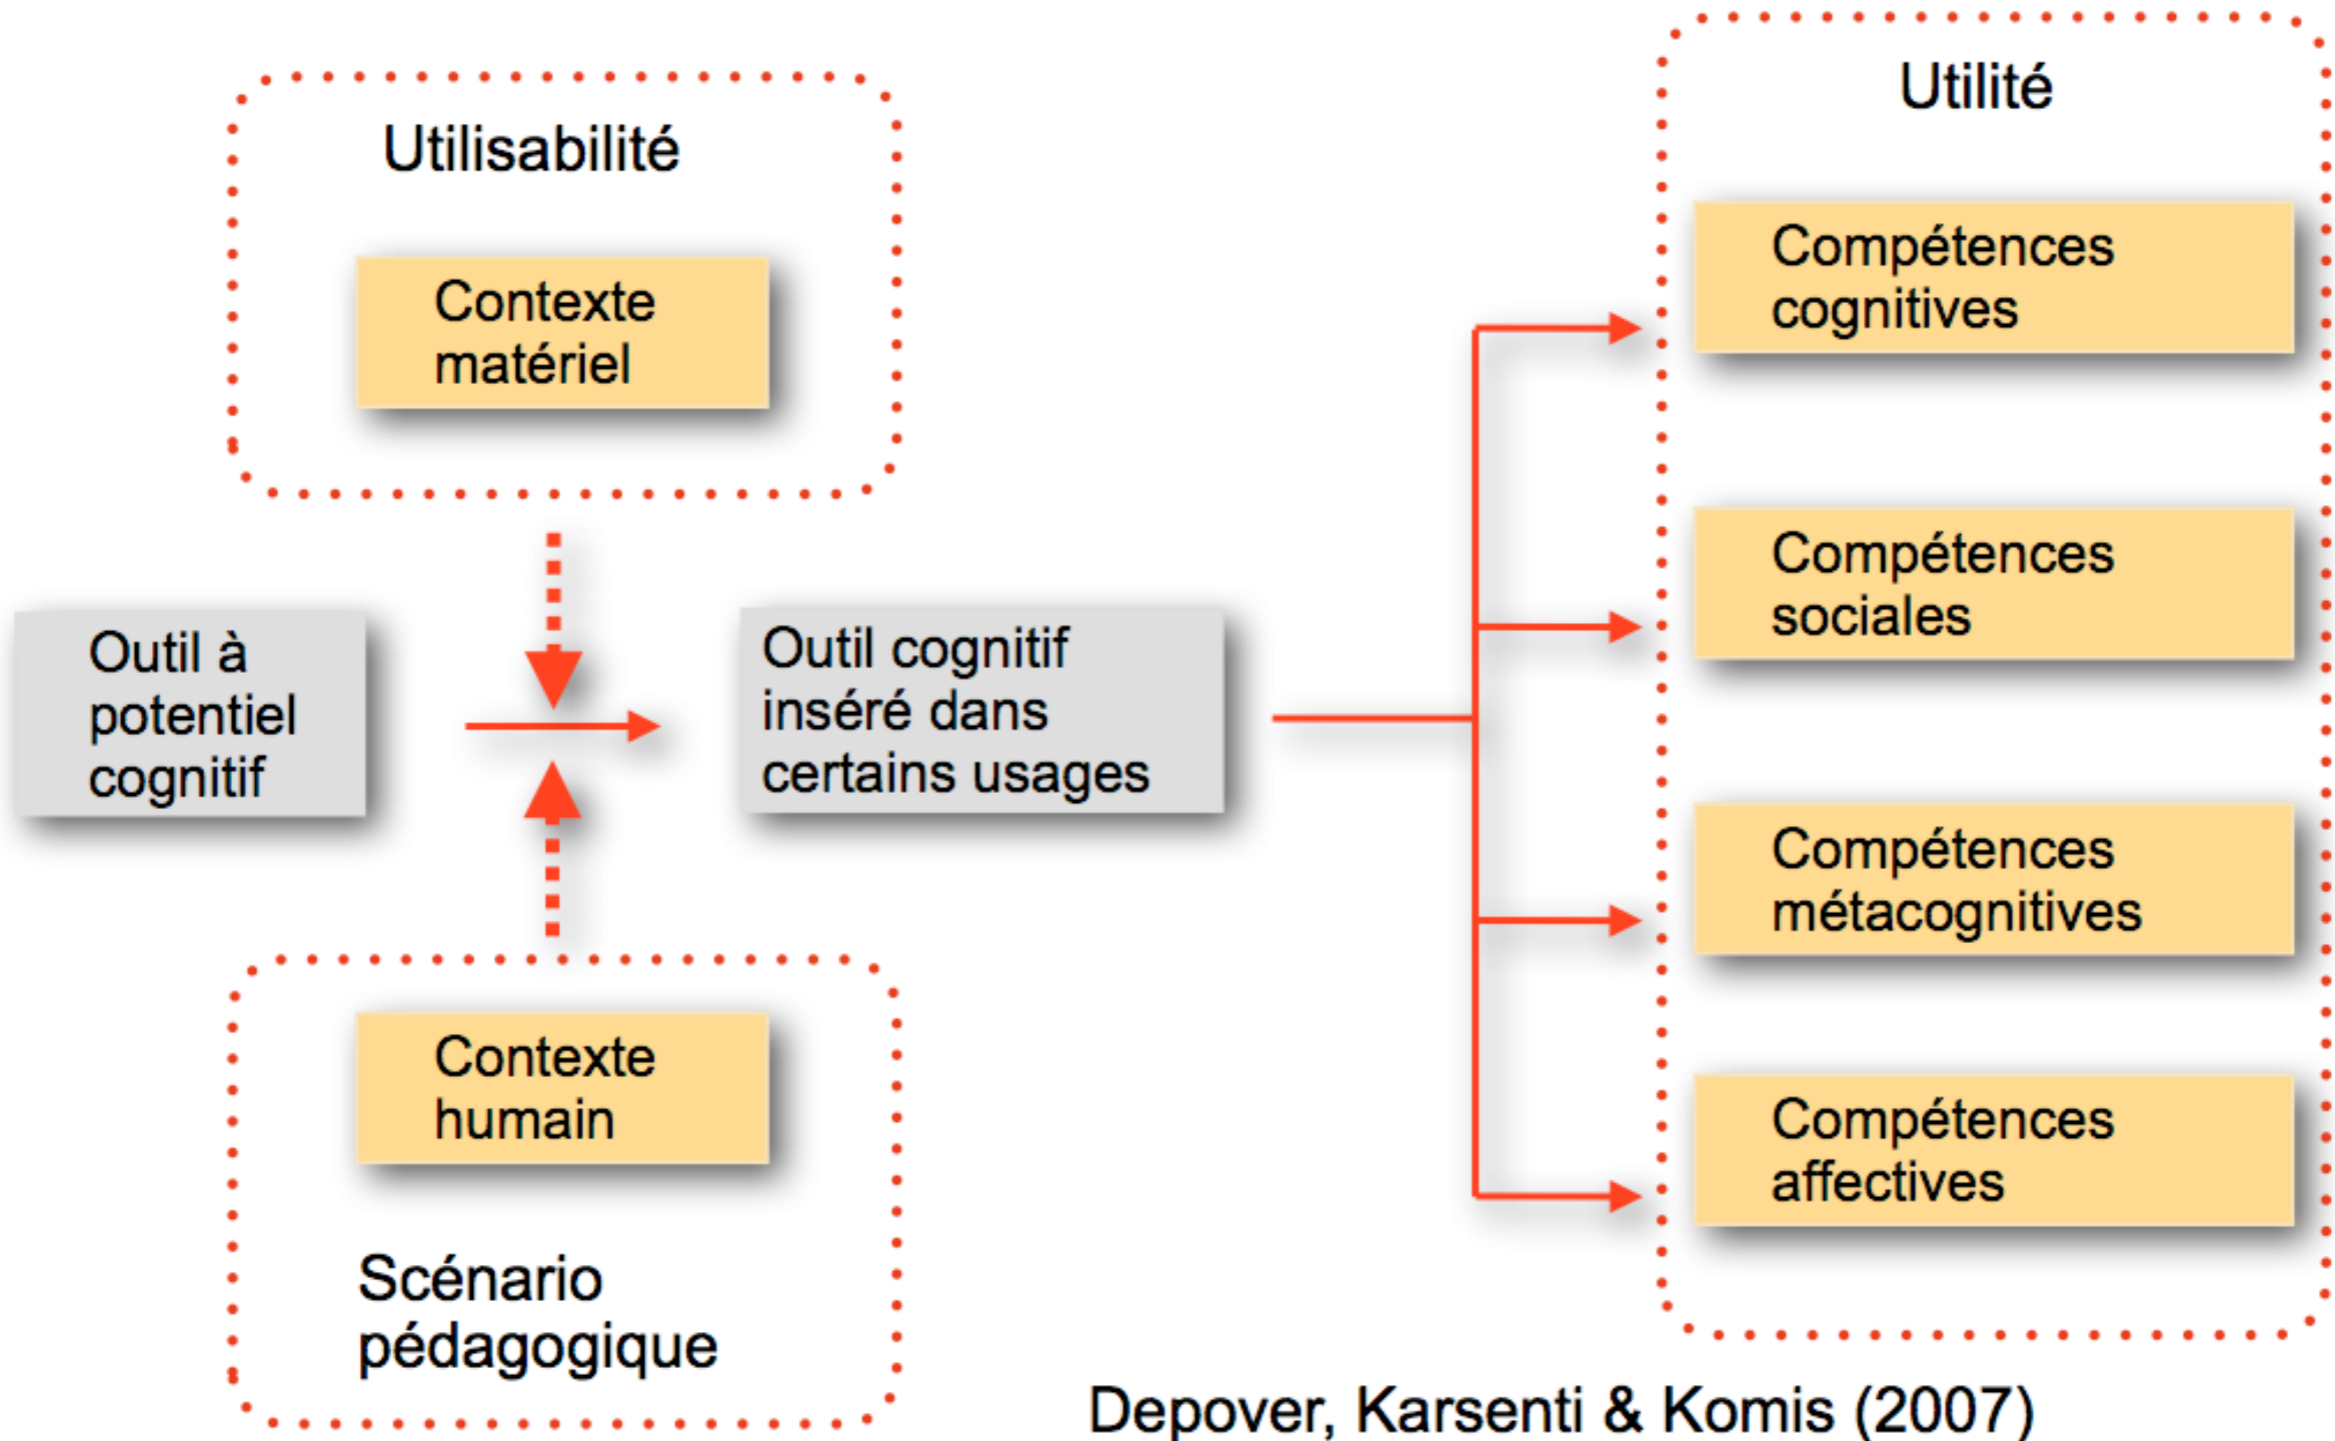 Utilisabilité
Contexte
matériel
Outil à
potentiel
cognitif
Outil cognitif
inséré dans
certains usages
Contexte
humain
Scénario
pédagogique
Utilité
Compétences
cognitives
Compétences
sociales
Compétences
métacognitives
Compétences
affectives
Depover, Karsenti & Komis (2007)